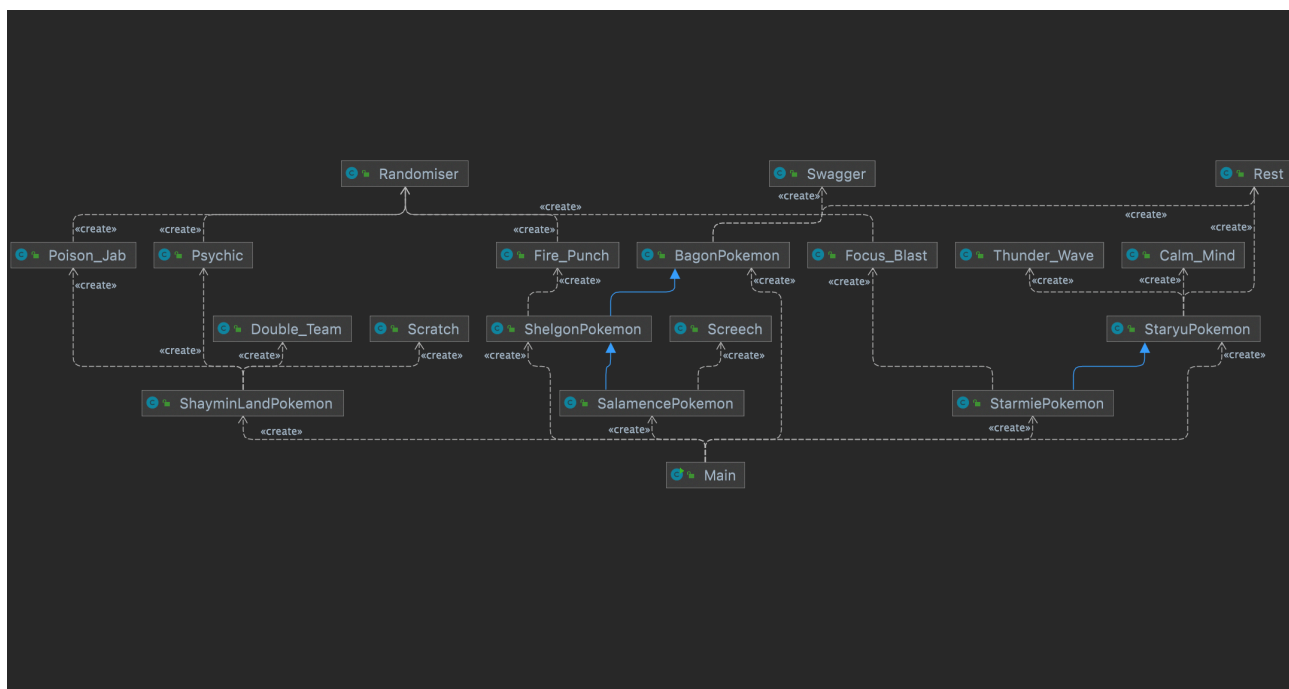 Randomiser
Swagger
Rest
«create»
«create»
«create»
«create»
«create»
«create»
«create»
Poison_Jab
Psychic
Fire_Punch
BagonPokemon
Focus_Blast
Thunder_Wave
Calm_Mind
«create»
«create»
«create»
«create»
«create»
«create»
Double_Team
Scratch
ShelgonPokemon
Screech
StaryuPokemon
«create»
«create»
«create»
«create»
«create»
«create»
ShayminLandPokemon
SalamencePokemon
StarmiePokemon
«create»
«create»
«create»
Main